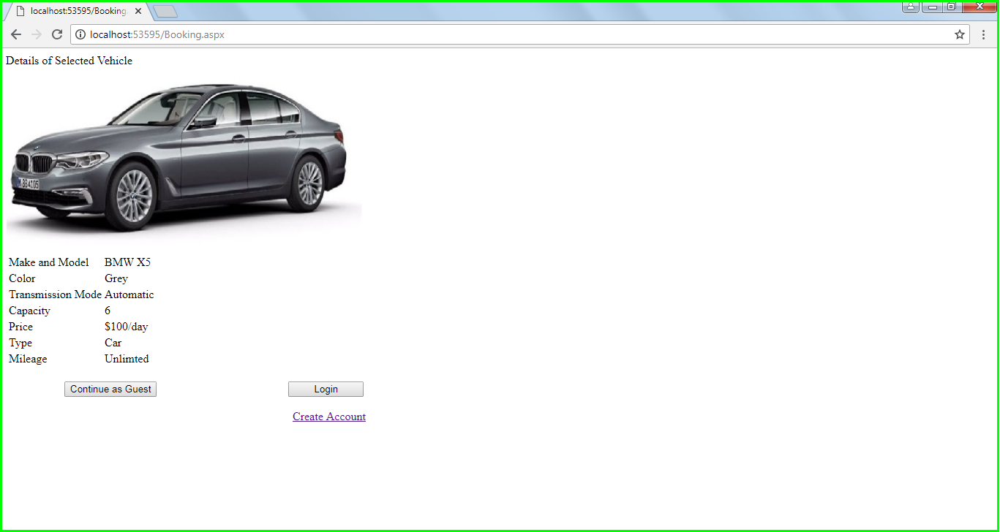 localhost:53595/Booking.
localhost:53595/Booking.aspx
Details of Selected Vehicle
Make and Model BMW X5
Color Grey
Transmission Mode Automatic
Capacity 6
Price $100/day
Type Car
Mileage Unlimted
Continue as Guest Login
Create Account